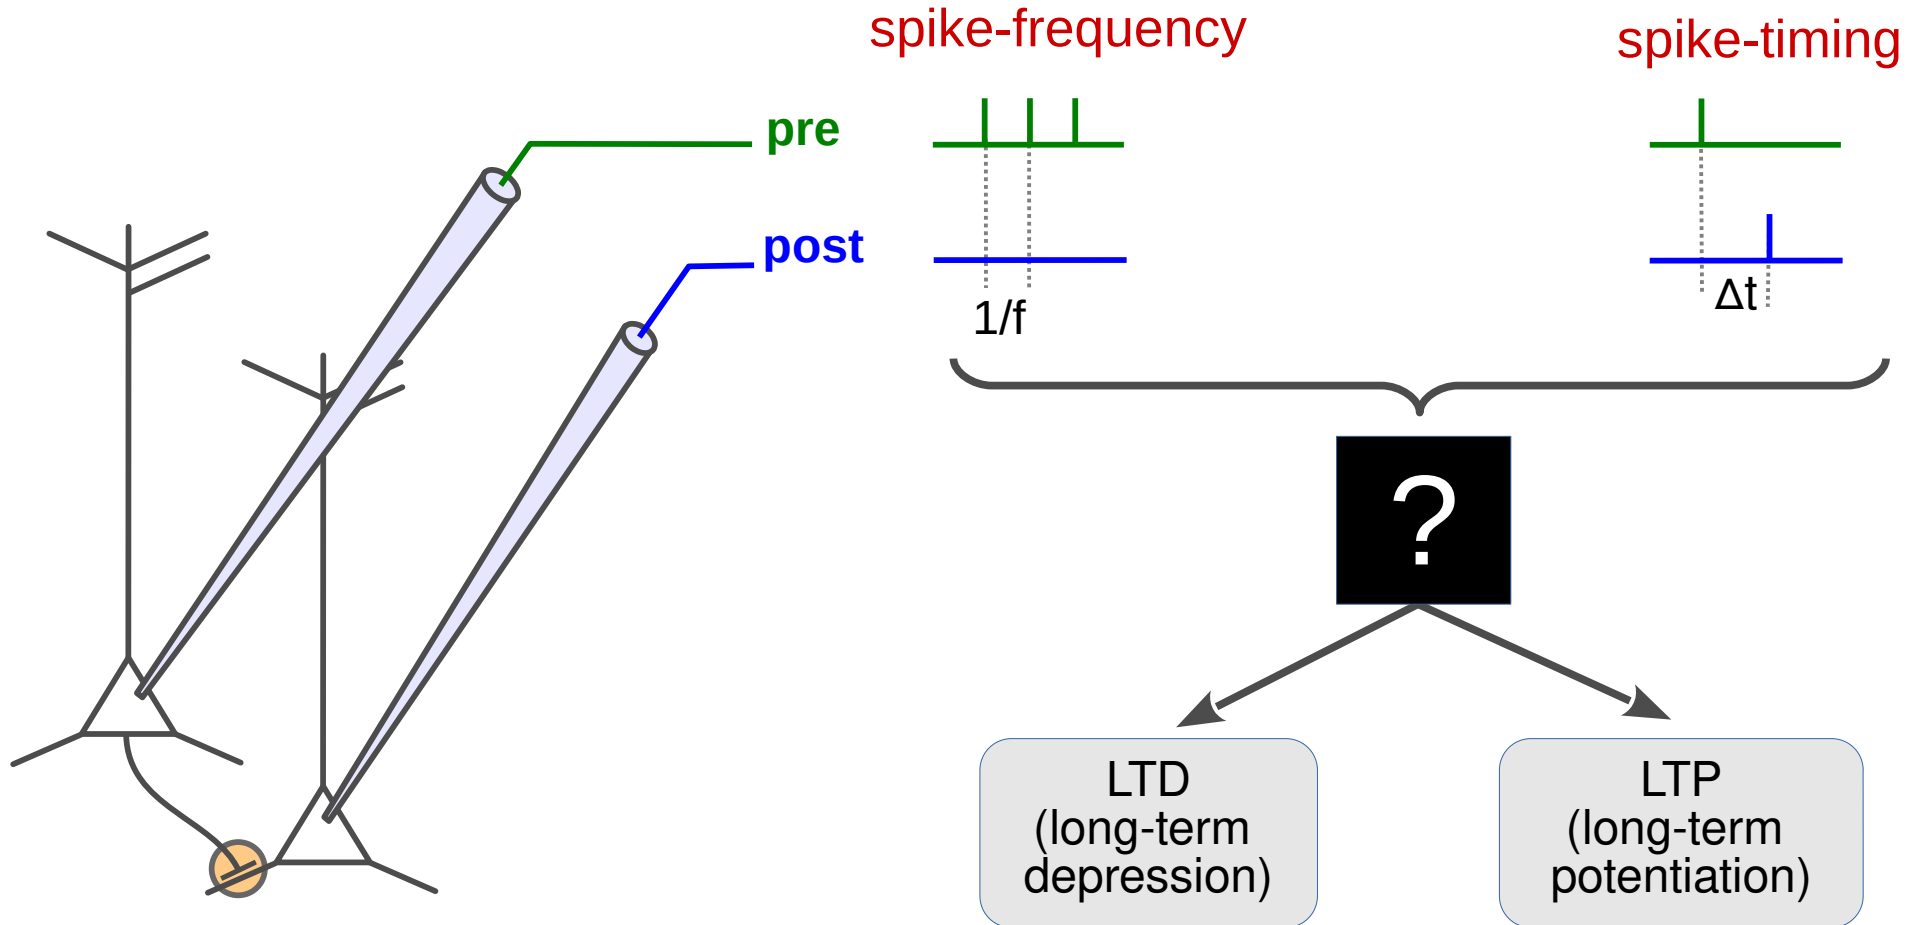 spike-frequency
spike-timing
pre
post
1/f
Δt
?
LTD
(long-term
depression)
LTP
(long-term
potentiation)